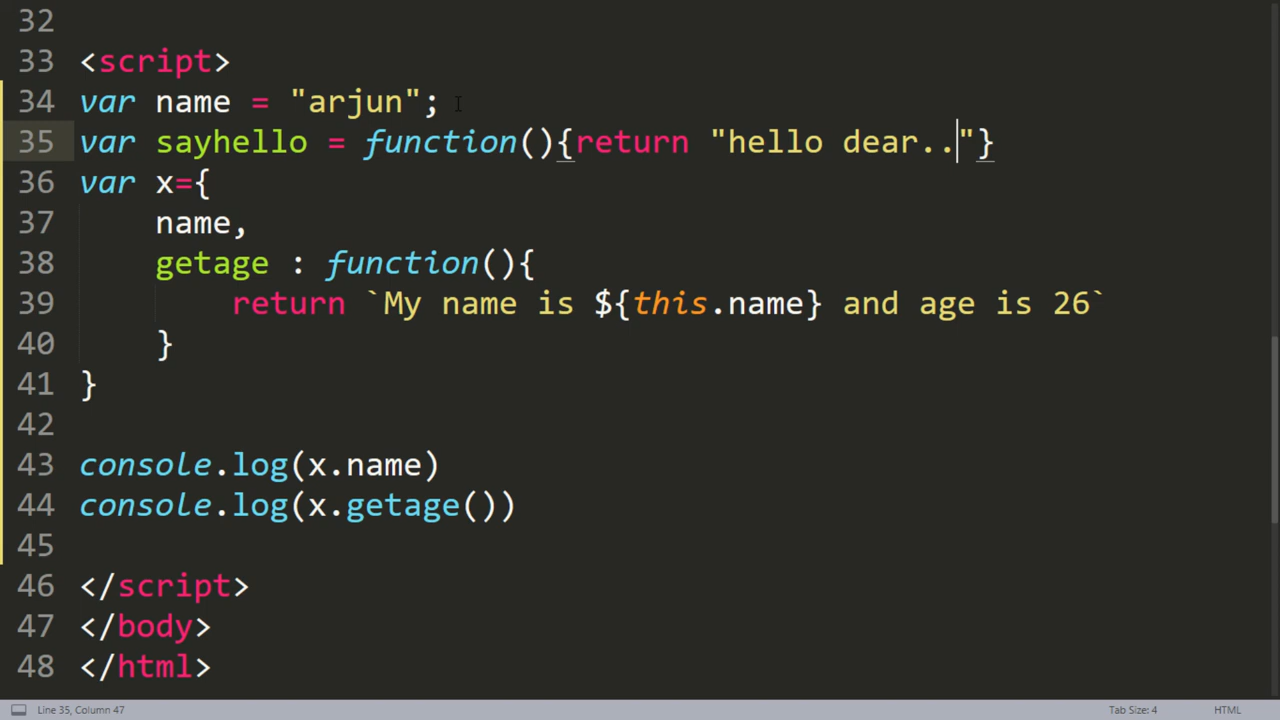 32
33 <script>
34 var name = "arjun";
35 var sayhello = function(){return "hello dear.."}
36 var x={
37     name,
38     getage : function(){
39         return `My name is ${this.name} and age is 26`
40     }
41 }
42
43 console.log(x.name)
44 console.log(x.getage())
45
46 </script>
47 </body>
48 </html>
Line 35, Column 47 Tab Size: 4 HTML